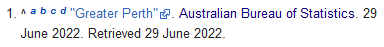 1. ^ a b c d "Greater Perth". Australian Bureau of Statistics. 29
June 2022. Retrieved 29 June 2022.